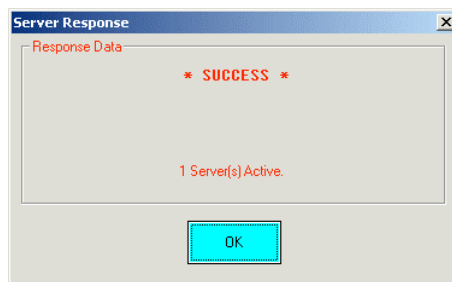 Server Response
Response Data
* SUCCESS *
1 Server(s) Active.
OK